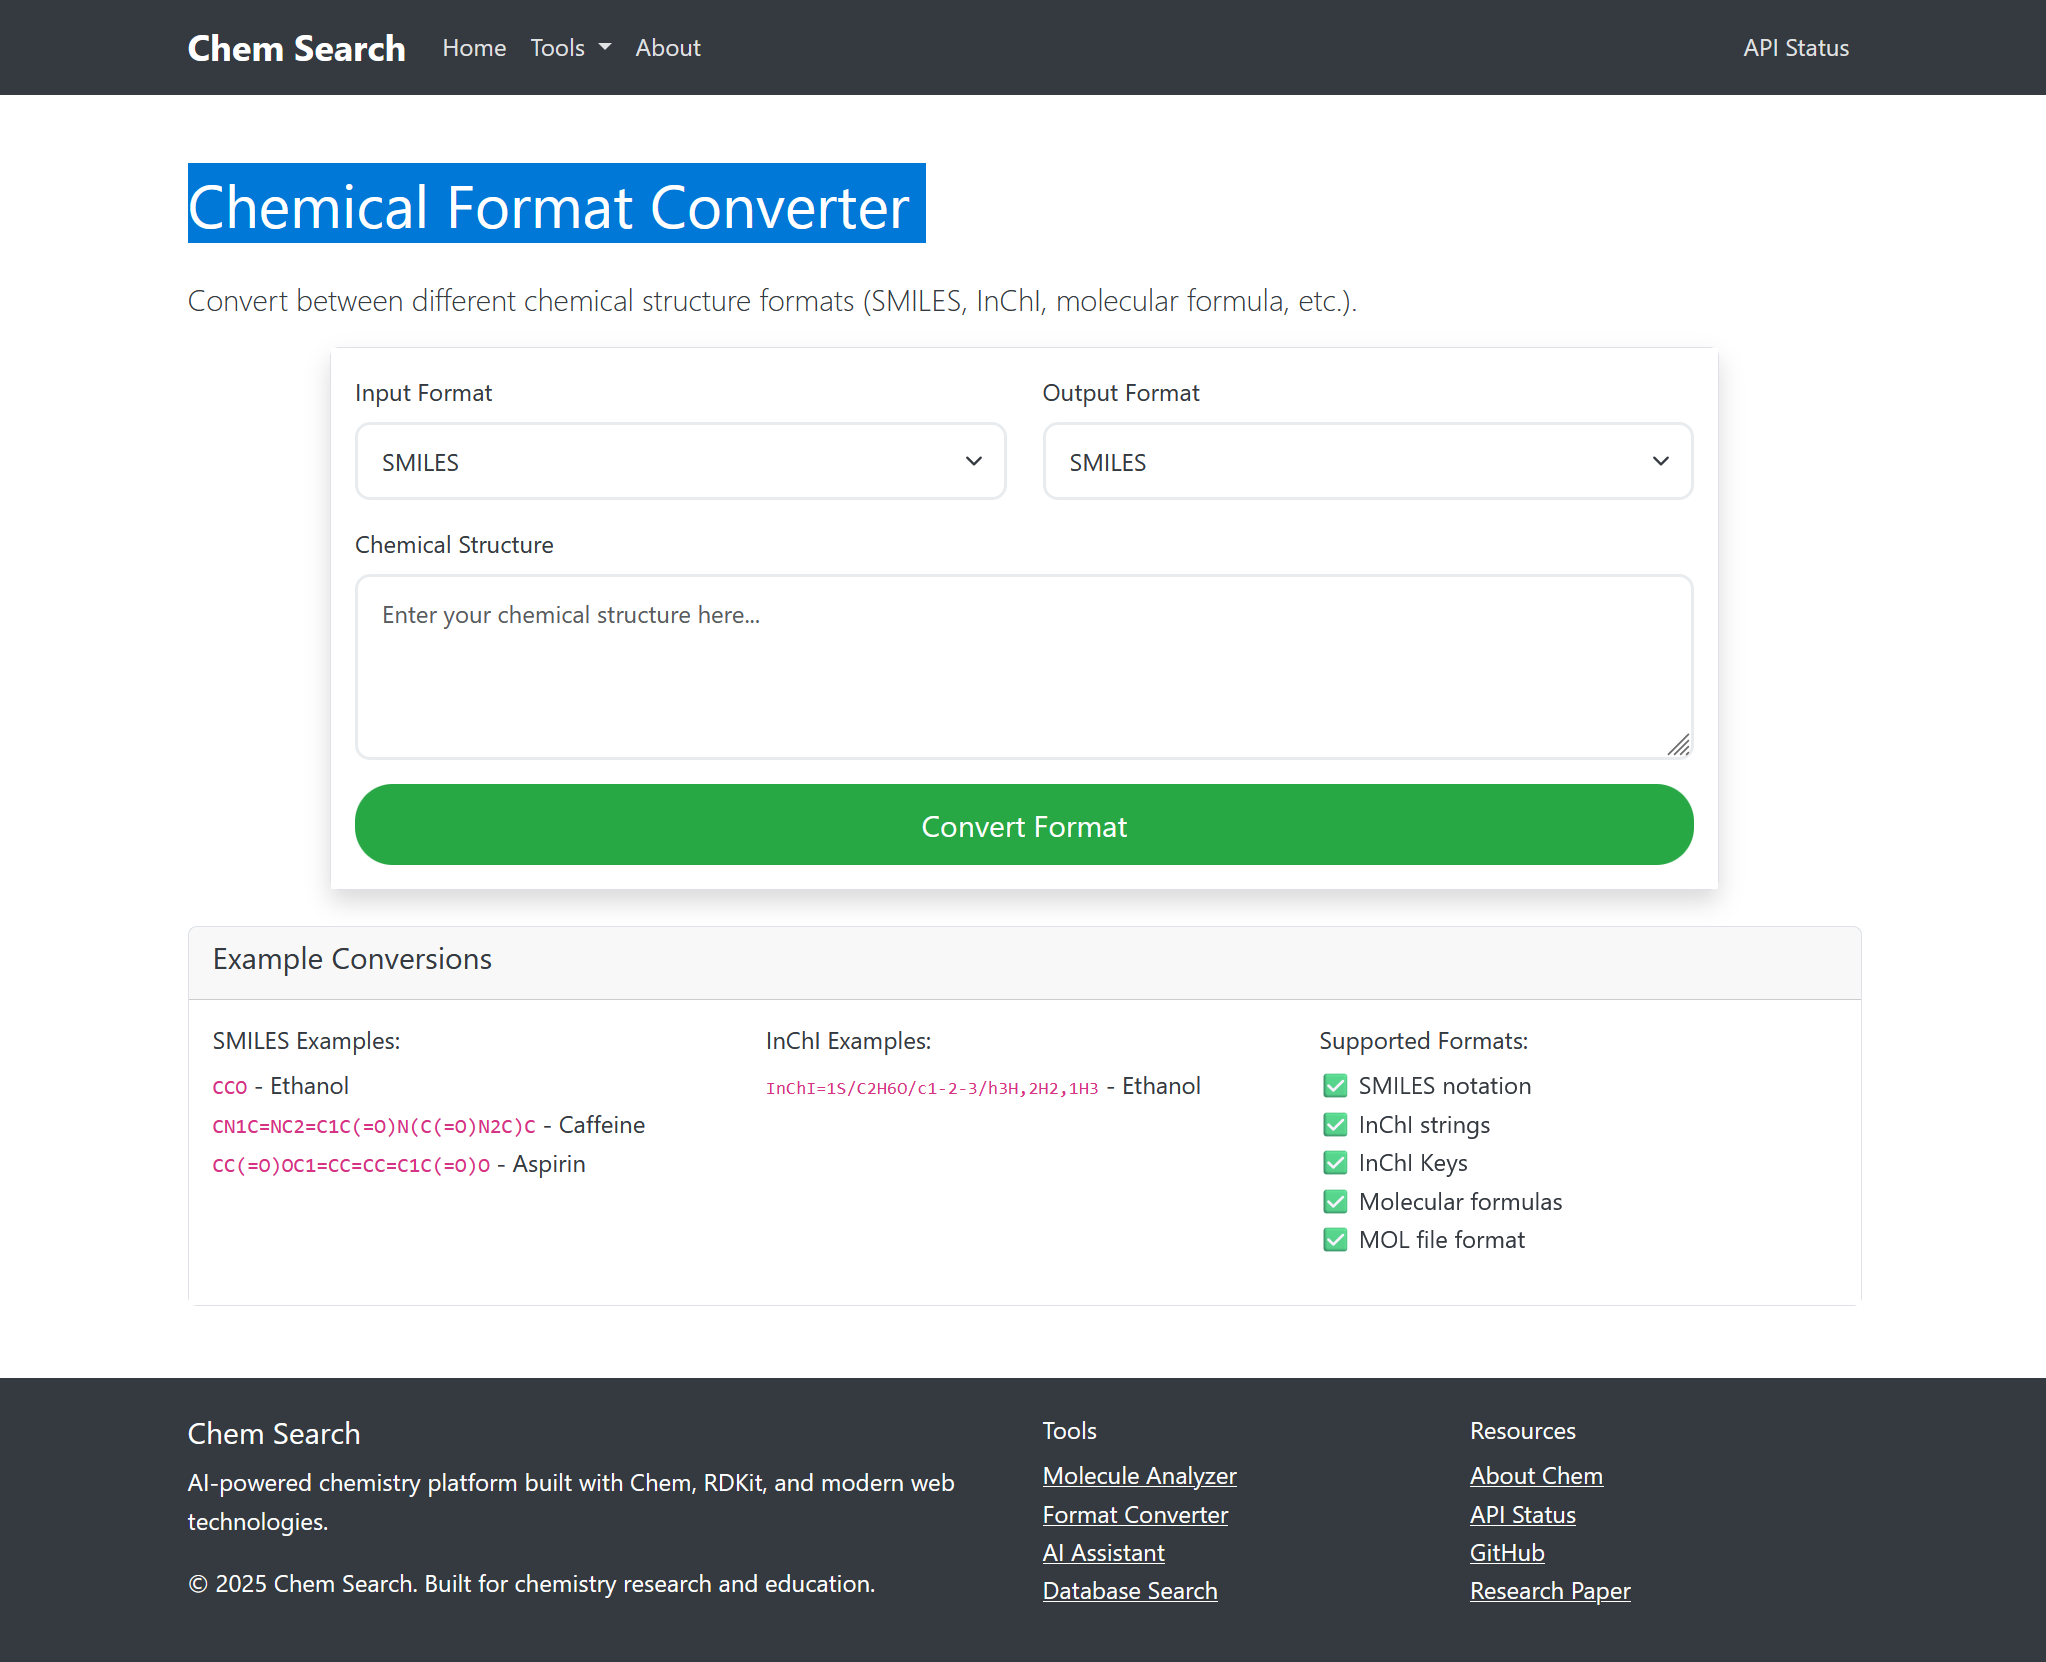 Chem Search Home Tools About API Status
Chemical Format Converter
Convert between different chemical structure formats (SMILES, InChI, molecular formula, etc.).
Input Format
SMILES
Output Format
SMILES
Chemical Structure
Enter your chemical structure here...
Convert Format
Example Conversions
SMILES Examples:
CCO - Ethanol
CN1C=NC2=C1C(=O)N(C(=O)N2C)C - Caffeine
CC(=O)OC1=CC=CC=C1C(=O)O - Aspirin
InChI Examples:
InChI=1S/C2H6O/c1-2-3/h3H,2H2,1H3 - Ethanol
Supported Formats:
✅ SMILES notation
✅ InChI strings
✅ InChI Keys
✅ Molecular formulas
✅ MOL file format
Chem Search
AI-powered chemistry platform built with Chem, RDKit, and modern web
technologies.
© 2025 Chem Search. Built for chemistry research and education.
Tools
Molecule Analyzer
Format Converter
AI Assistant
Database Search
Resources
About Chem
API Status
GitHub
Research Paper